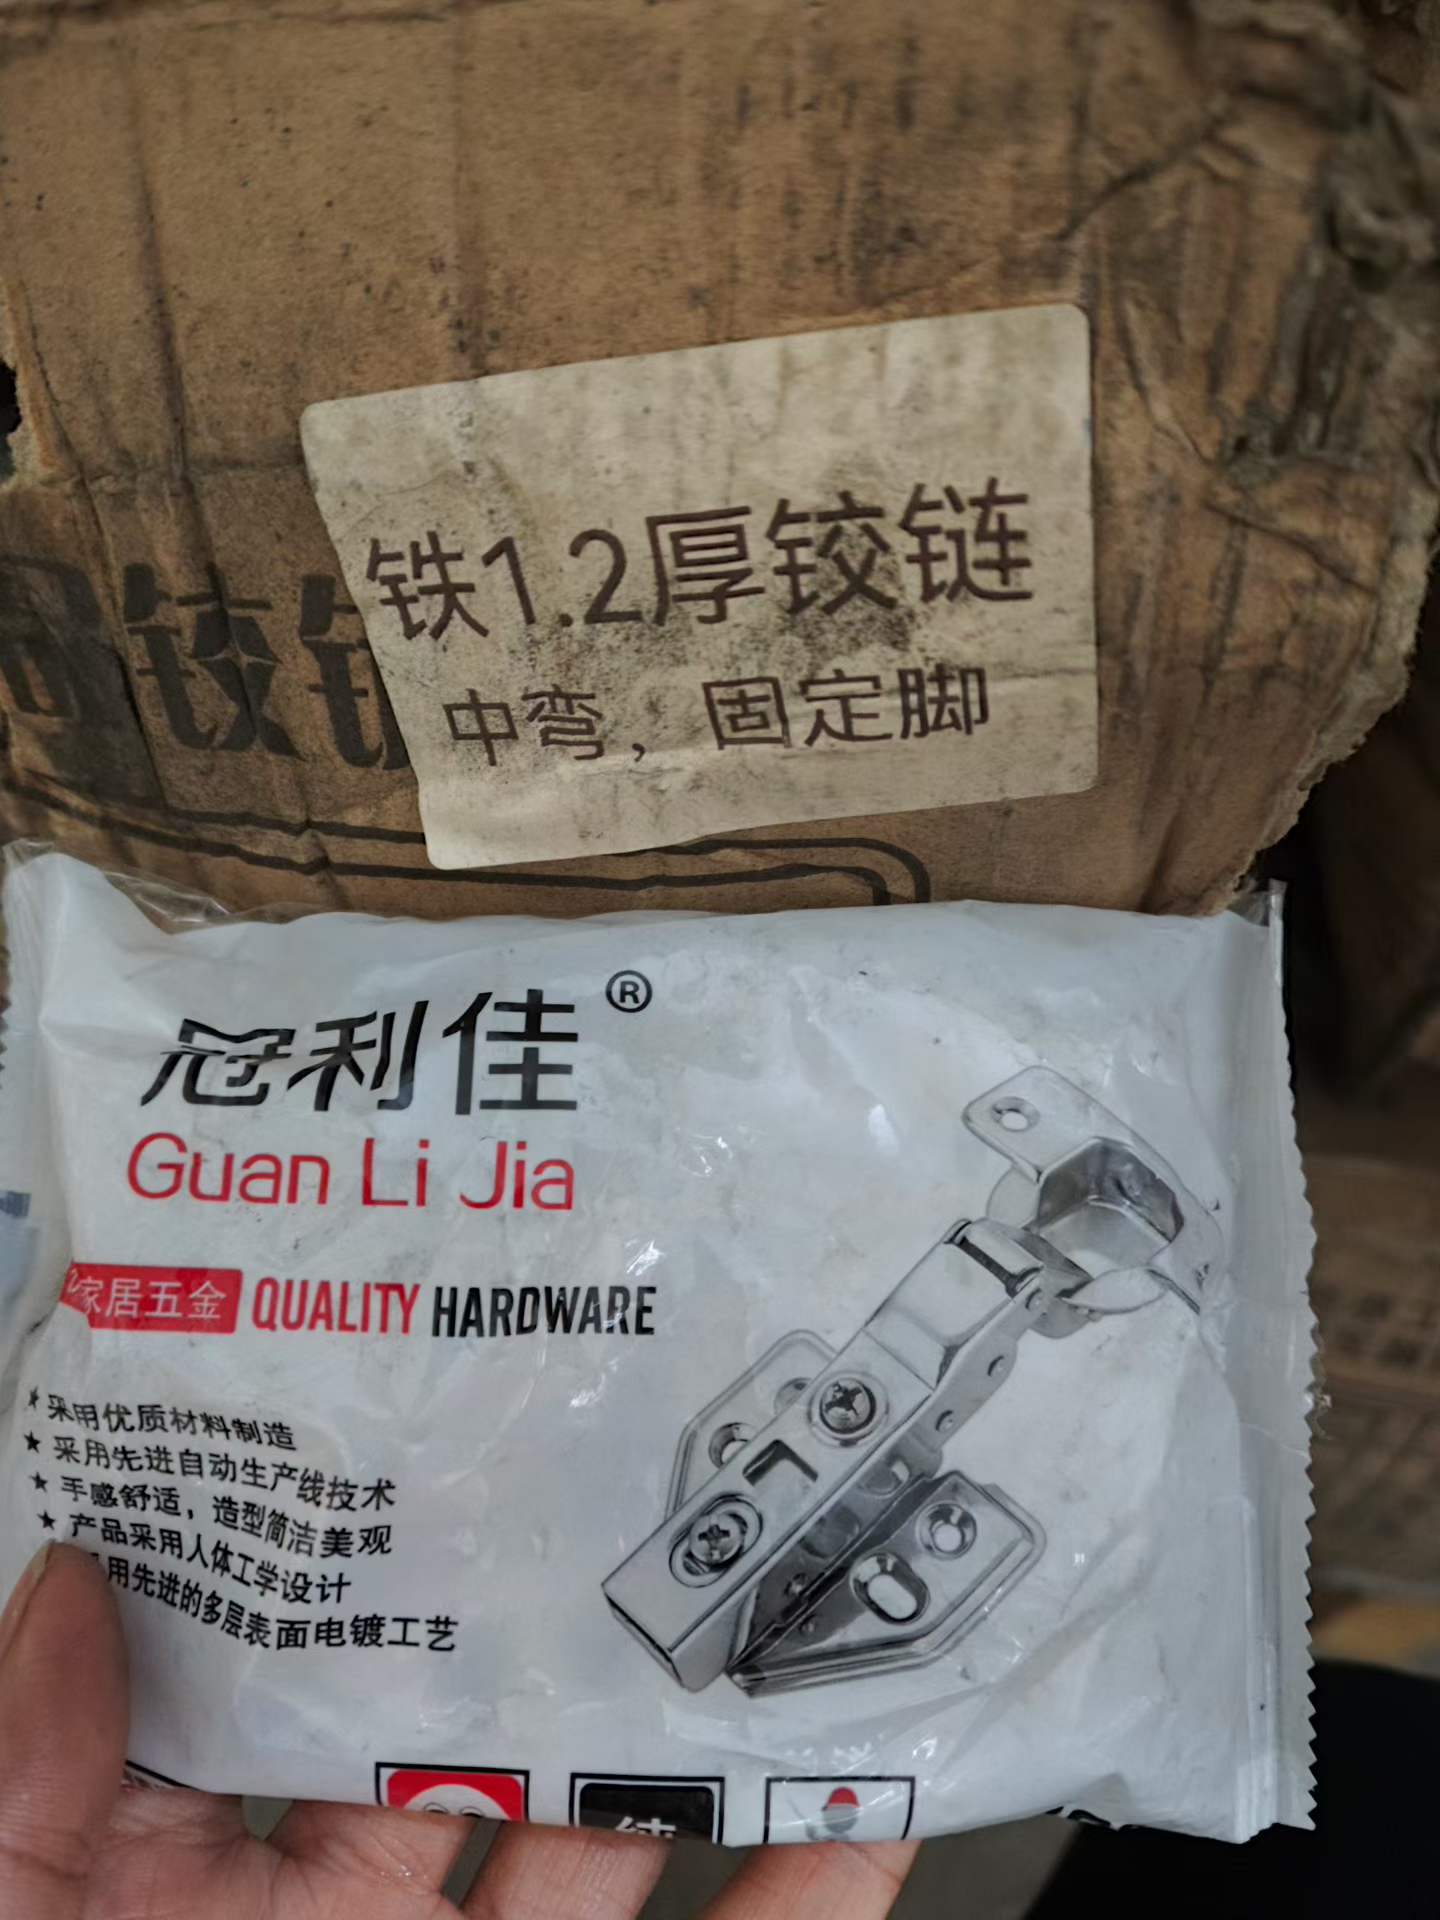 铁1.2厚铰链
中弯，固定脚
铰
冠利佳®
Guan Li Jia
家居五金 QUALITY HARDWARE
★ 采用优质材料制造
★ 采用先进自动生产线技术
★ 手感舒适，造型简洁美观
★ 产品采用人体工学设计
用先进的多层表面电镀工艺